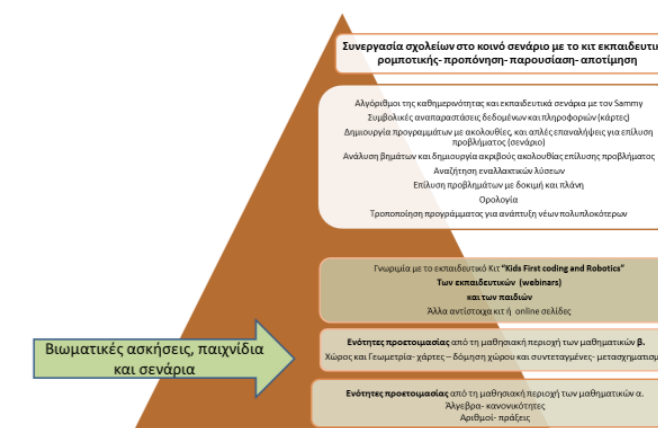 Συνεργασία σχολείων στο κοινό σενάριο με το κιτ
ρομποτικής- προπόνηση- παρουσίαση- αποτίμηση
Αλγόριθμοι της καθημερινότητας και εκπαιδευτικά σενάρια με τον Sammy
Συμβολικές αναπαραστάσεις δεδομένων και πληροφοριών (κάρτες)
Δημιουργία προγραμμάτων με ακολουθίες, και απλές επαναλήψεις για επίλυση
προβλήματος (σενάριο)
Ανάλυση βημάτων και δημιουργία ακριβούς ακολουθίας επίλυσης προβλήματος
Αναζήτηση εναλλακτικών λύσεων
Επίλυση προβλημάτων με δοκιμή και πλάνη
Ορολογία
Τροποποίηση προγράμματος για ανάπτυξη νέων πολυπλοκότερων
Γνωριμία με το εκπαιδευτικό Κιτ "Kids First coding and Robotics"
Των εκπαιδευτικών (webinars)
και των παιδιών
Άλλα αντίστοιχα κιτ ή online σελίδες
Ενότητες προετοιμασίας από τη μαθησιακή περιοχή των μαθηματικών β.
Χώρος και Γεωμετρία- χάρτες – δόμηση χώρου και συντεταγμένες-
Βιωματικές ασκήσεις, παιχνίδια
και σενάρια
Ενότητες προετοιμασίας από τη μαθησιακή περιοχή των μαθηματικών α.
Άλγεβρα- κανονικότητες
Αριθμοί- πράξεις